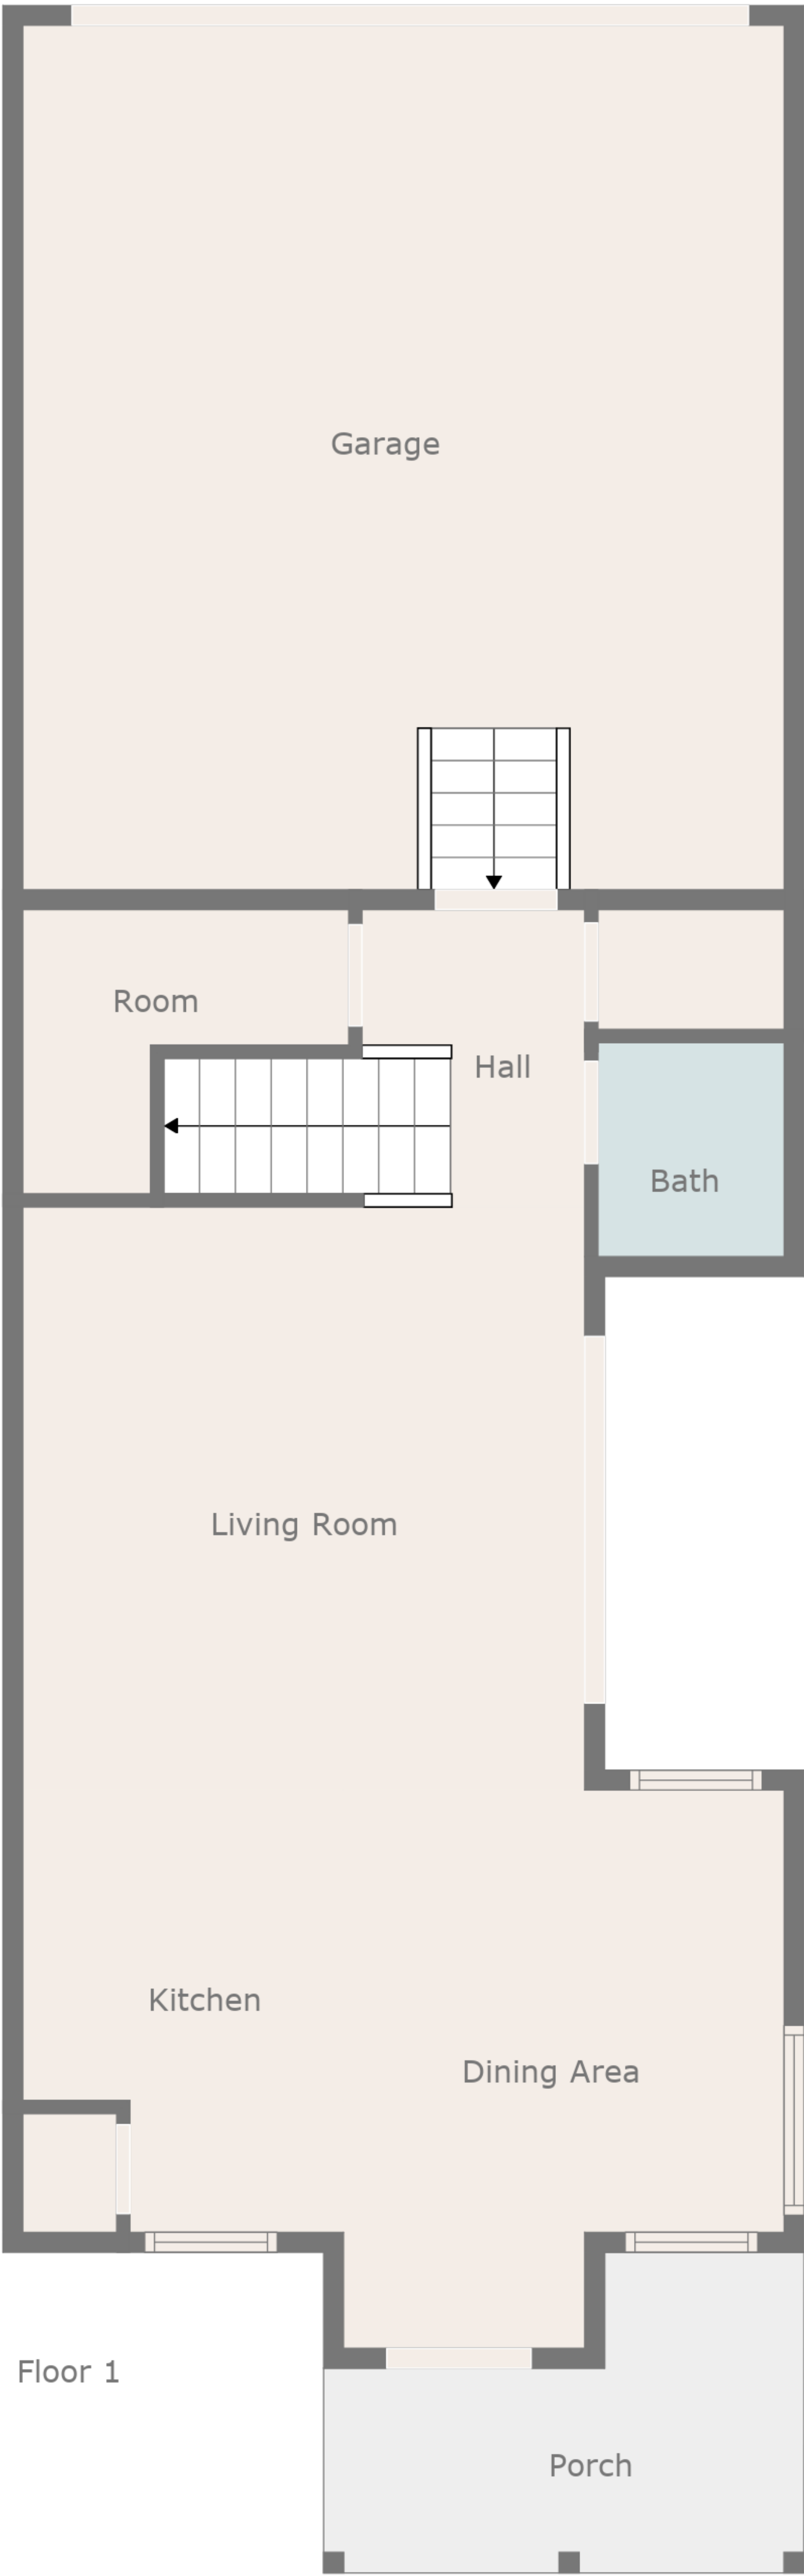 Garage
Room
Hall
Bath
Living Room
Kitchen
Dining Area
Floor 1
Porch